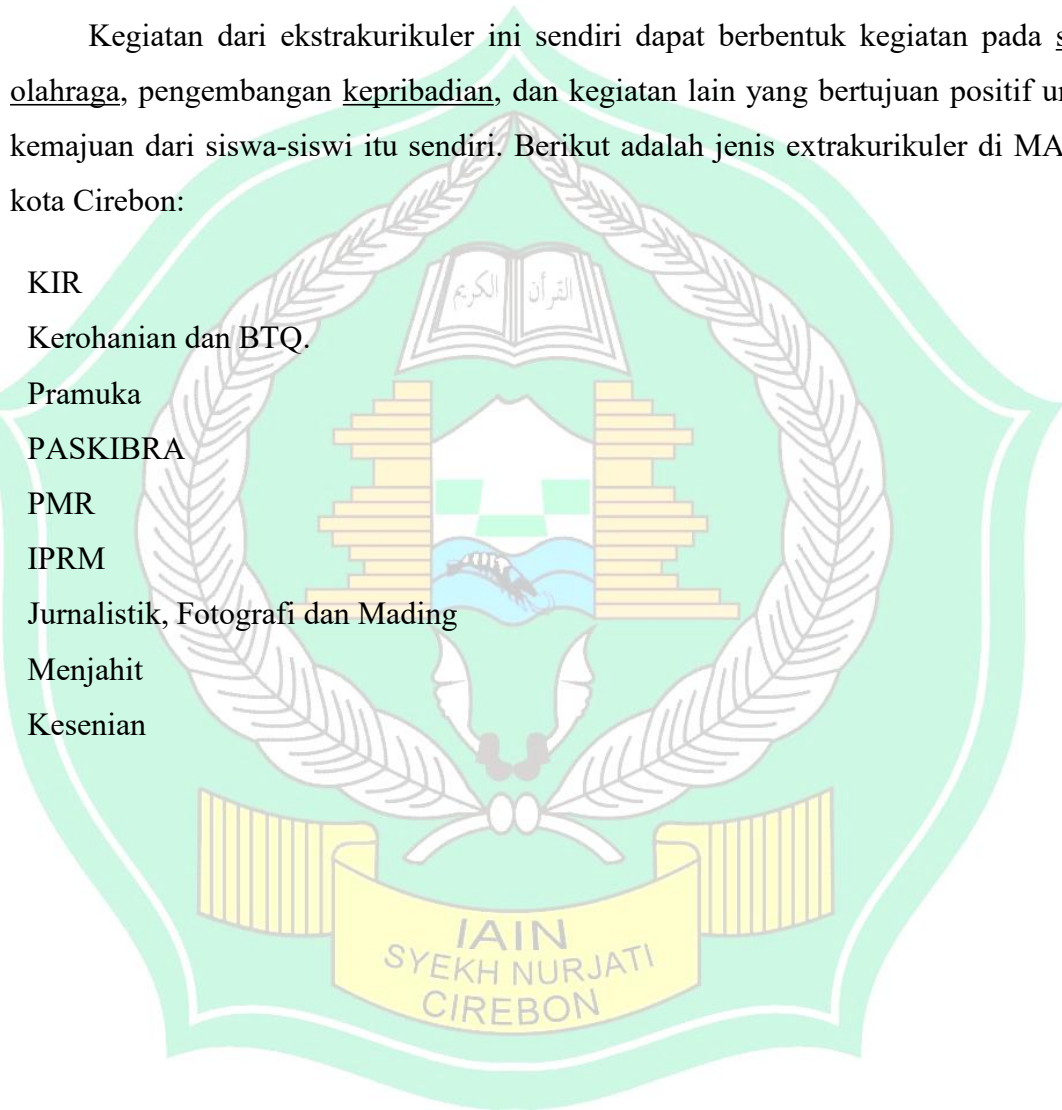 Kegiatan dari ekstrakurikuler ini sendiri dapat berbentuk kegiatan pada
olahraga, pengembangan kepribadian, dan kegiatan lain yang bertujuan positif
kemajuan dari siswa-siswi itu sendiri. Berikut adalah jenis extrakurikuler di MA
kota Cirebon:
KIR
القرأن الكريم
Kerohanian dan BTQ.
Pramuka
PASKIBRA
PMR
IPRM
Jurnalistik, Fotografi dan Mading
Menjahit
Kesenian
IAIN
SYEKH NURJATI
CIREBON